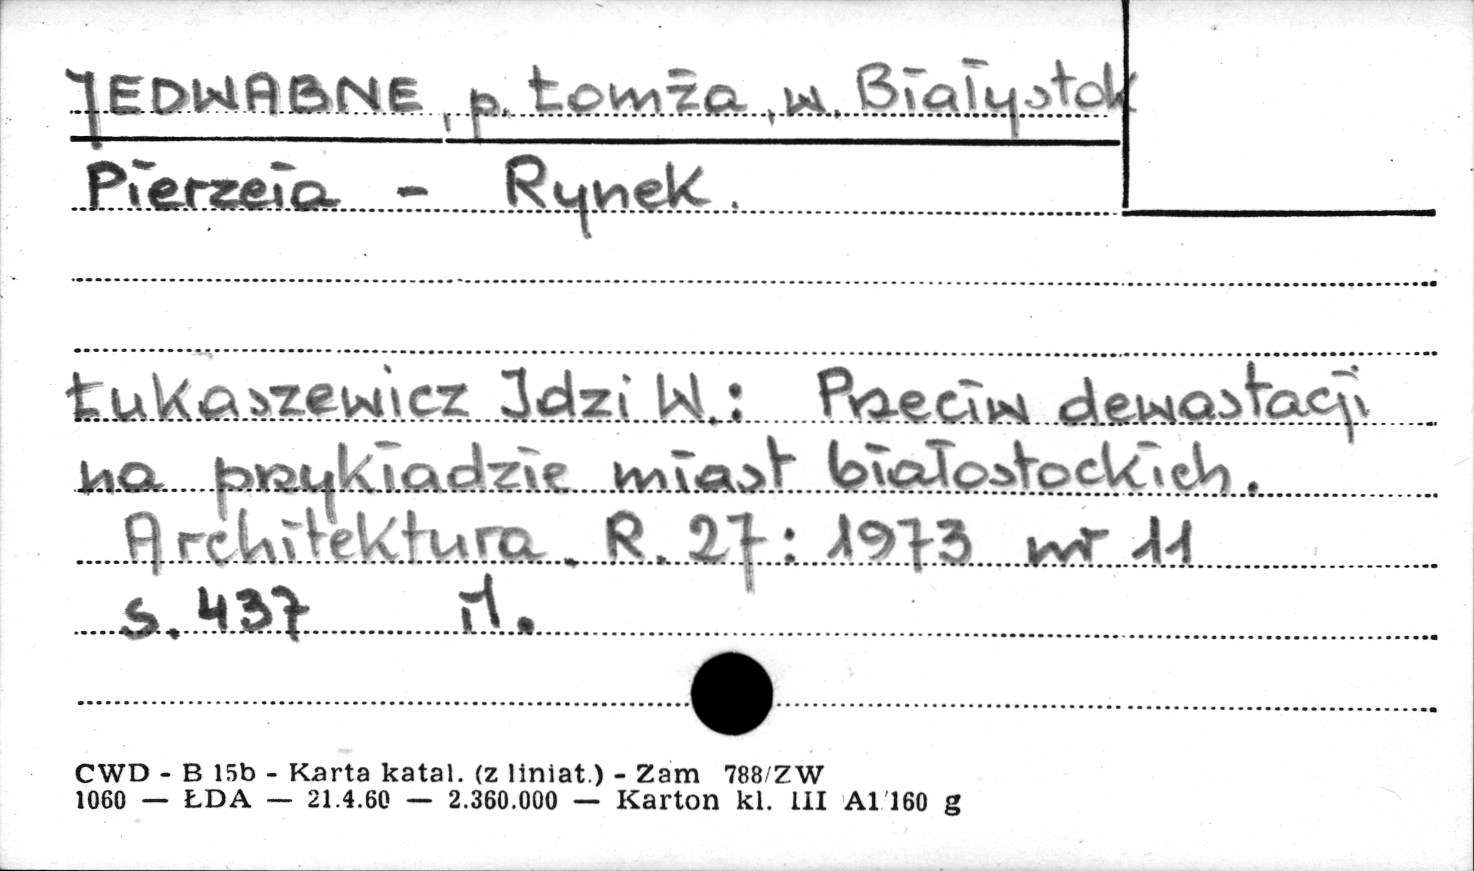 JEDWABNE, p. Łomża, w. Białystok
Pierzeia - Rynek.
Łukaszewicz Idzi W.: Przeciw dewastacji
na przykładzie miast białostockich.
Architektura. R. 27: 1973 nr 11
s. 437 il.
CWD - B 15b - Karta katal. (z liniat.) - Zam 788/ZW
1060 — ŁDA — 21.4.60 — 2.360.000 — Karton kl. III A1/160 g